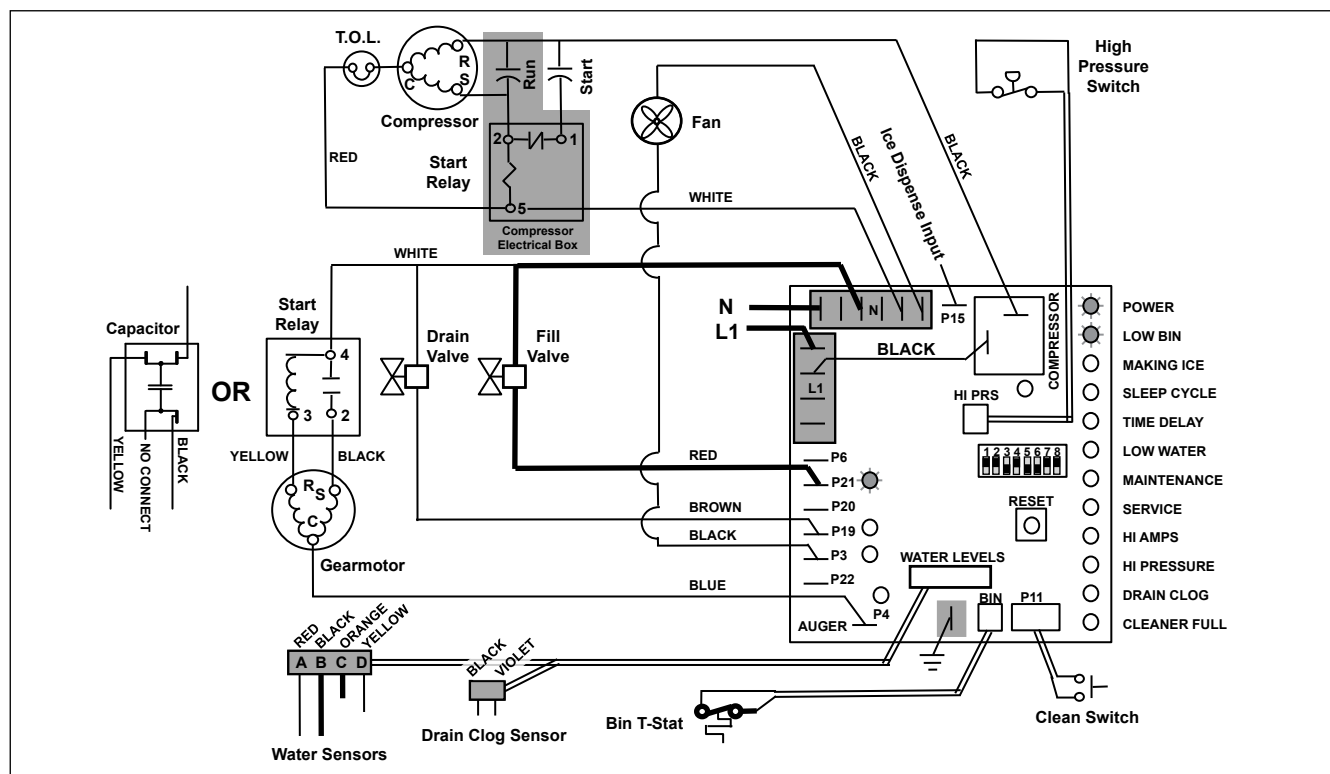 T.O.L.
R
S
C
Run
Start
Compressor
2
1
Start
Relay
5
Compressor
Electrical Box
RED
WHITE
Fan
BLACK
Ice Dispense Input
BLACK
High
Pressure
Switch
WHITE
Start
Relay
Capacitor
OR
4
3
2
YELLOW
NO CONNECT
BLACK
YELLOW
BLACK
R
S
C
Gearmotor
Drain
Valve
Fill
Valve
N
L1
N
P15
BLACK
L1
COMPRESSOR
HI PRS
1 2 3 4 5 6 7 8
RESET
RED
BROWN
BLACK
BLUE
P6
P21
P20
P19
P3
P22
P4
AUGER
WATER LEVELS
BIN
P11
POWER
LOW BIN
MAKING ICE
SLEEP CYCLE
TIME DELAY
LOW WATER
MAINTENANCE
SERVICE
HI AMPS
HI PRESSURE
DRAIN CLOG
CLEANER FULL
RED
BLACK
ORANGE
YELLOW
A B C D
Water Sensors
BLACK
VIOLET
Drain Clog Sensor
Bin T-Stat
Clean Switch